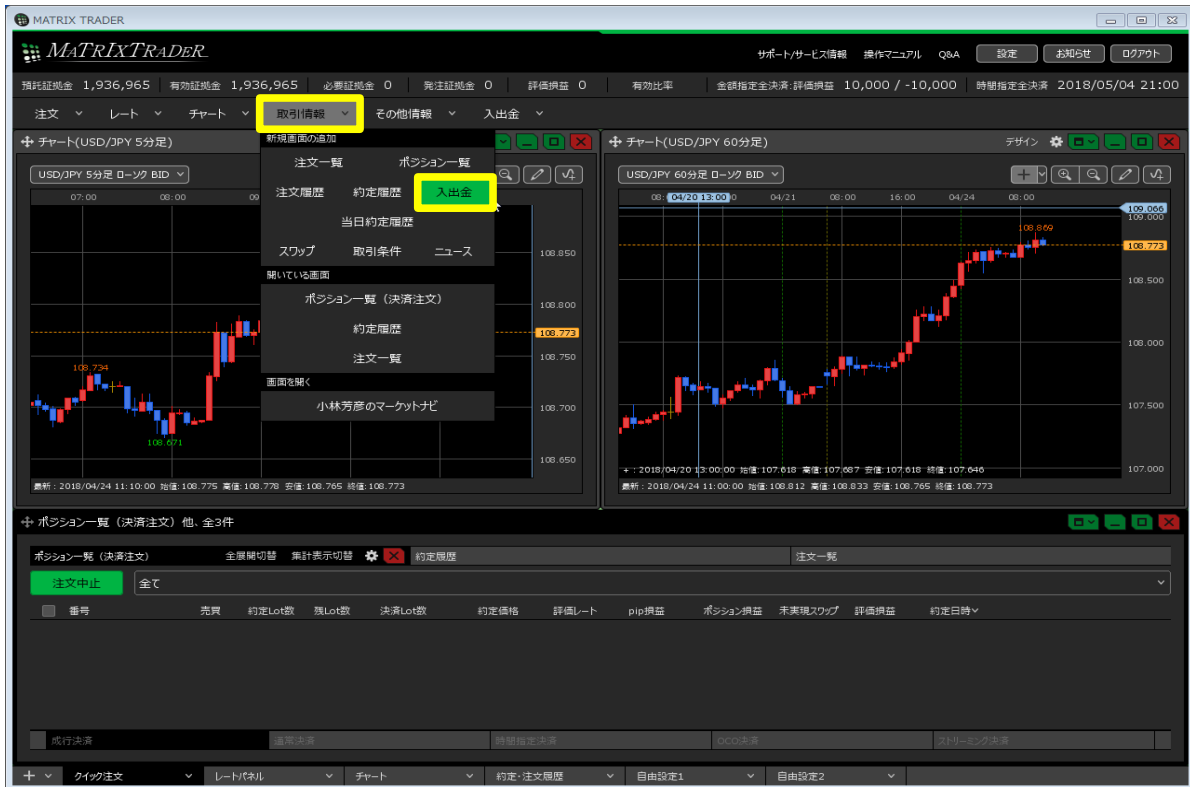 MATRIX TRADER
MATRIXTRADER
サポート/サービス情報 操作マニュアル Q&A 設定 お知らせ ログアウト
預託証拠金 1,936,965 有効証拠金 1,936,965 必要証拠金 0 発注証拠金 0 評価損益 0 有効比率 金額指定全決済:評価損益 10,000 / -10,000 時間指定全決済 2018/05/04 21:00
注文 レート チャート 取引情報 その他情報 入出金
チャート(USD/JPY 5分足)
USD/JPY 5分足 ローソク BID
07:00 08:00 09
108.850
108.800
108.773
108.750
108.700
108.650
108.734
108.671
最新 : 2018/04/24 11:10:00 始値:108.775 高値:108.778 安値:108.765 終値:108.773
新規画面の追加
注文一覧 ポジション一覧
注文履歴 約定履歴 入出金
当日約定履歴
スワップ 取引条件 ニュース
開いている画面
ポジション一覧（決済注文）
約定履歴
注文一覧
画面を開く
小林芳彦のマーケットナビ
チャート(USD/JPY 60分足) デザイン
USD/JPY 60分足 ローソク BID
04/20 13:00 04/21 08:00 16:00 04/24 08:00
109.066
109.000
108.869
108.773
108.500
108.000
107.500
107.000
+ : 2018/04/20 13:00:00 始値:107.618 高値:107.687 安値:107.618 終値:107.646
最新 : 2018/04/24 11:00:00 始値:108.812 高値:108.833 安値:108.765 終値:108.773
ポジション一覧（決済注文）他、全3件
ポジション一覧（決済注文） 全展開切替 集計表示切替 約定履歴 注文一覧
注文中止 全て
番号 売買 約定Lot数 残Lot数 決済Lot数 約定価格 評価レート pip損益 ポジション損益 未実現スワップ 評価損益 約定日時
成行決済 通常決済 時間指定決済 OCO決済 ストリーミング決済
クイック注文 レートパネル チャート 約定・注文履歴 自由設定1 自由設定2